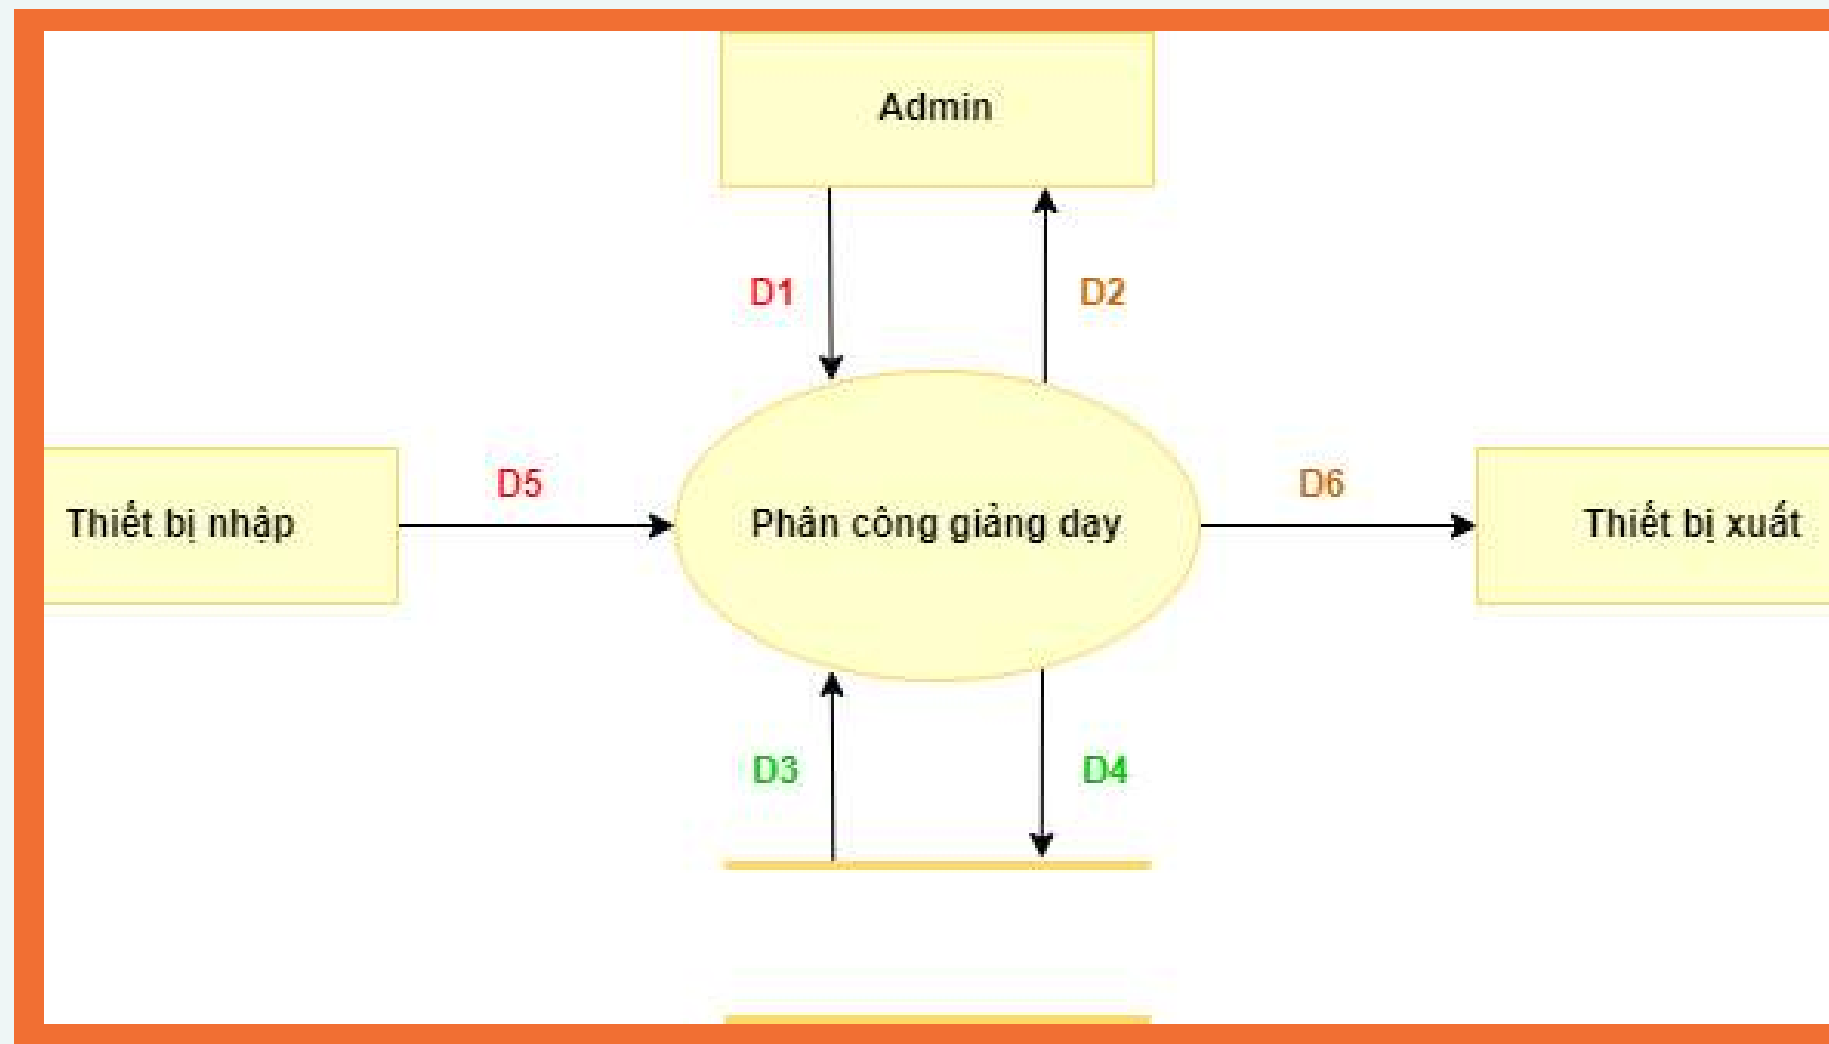 Admin
D1
D2
Thiết bị nhập
D5
Phân công giảng dạy
D6
Thiết bị xuất
D3
D4